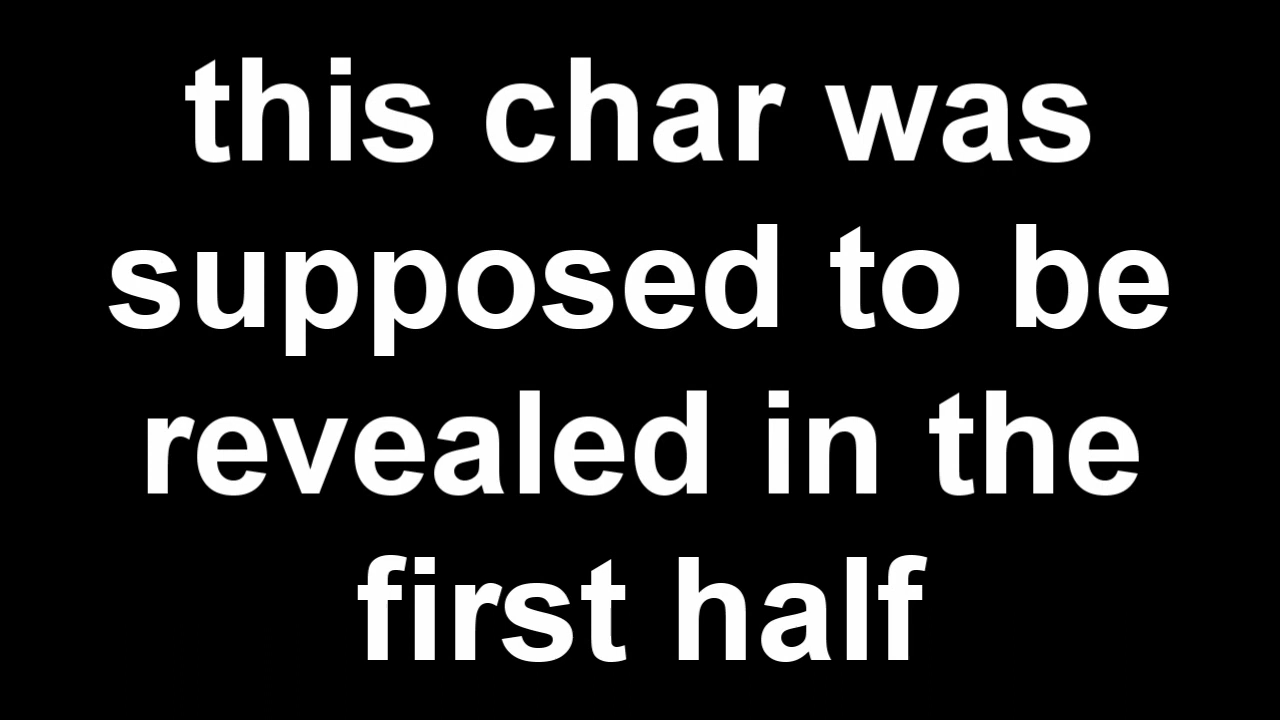 this char was
supposed to be
revealed in the
first half